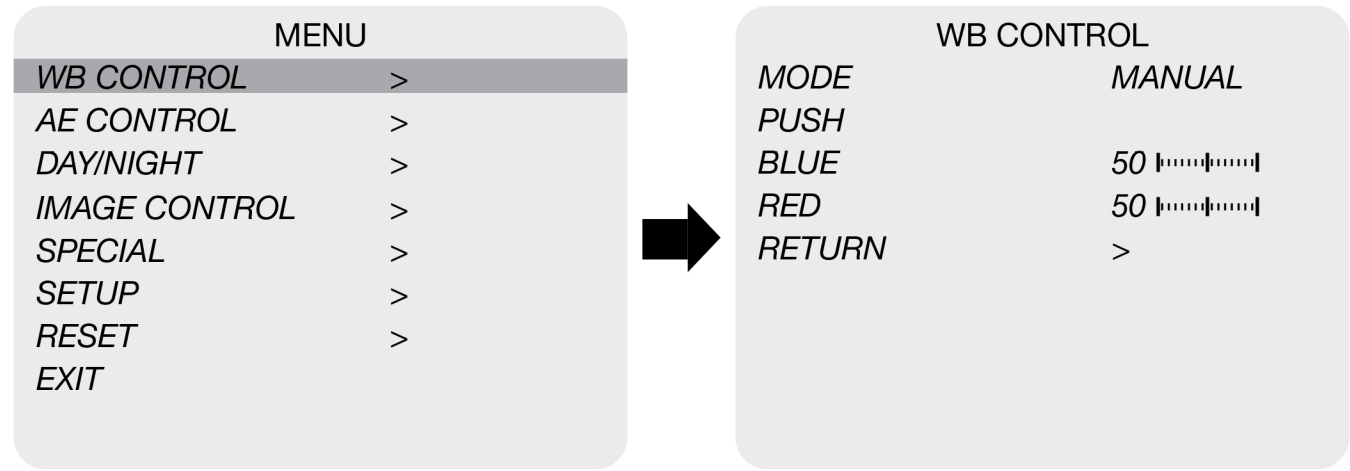 MENU
WB CONTROL >
AE CONTROL >
DAY/NIGHT >
IMAGE CONTROL >
SPECIAL >
SETUP >
RESET >
EXIT
WB CONTROL
MODE MANUAL
PUSH
BLUE 50
RED 50
RETURN >